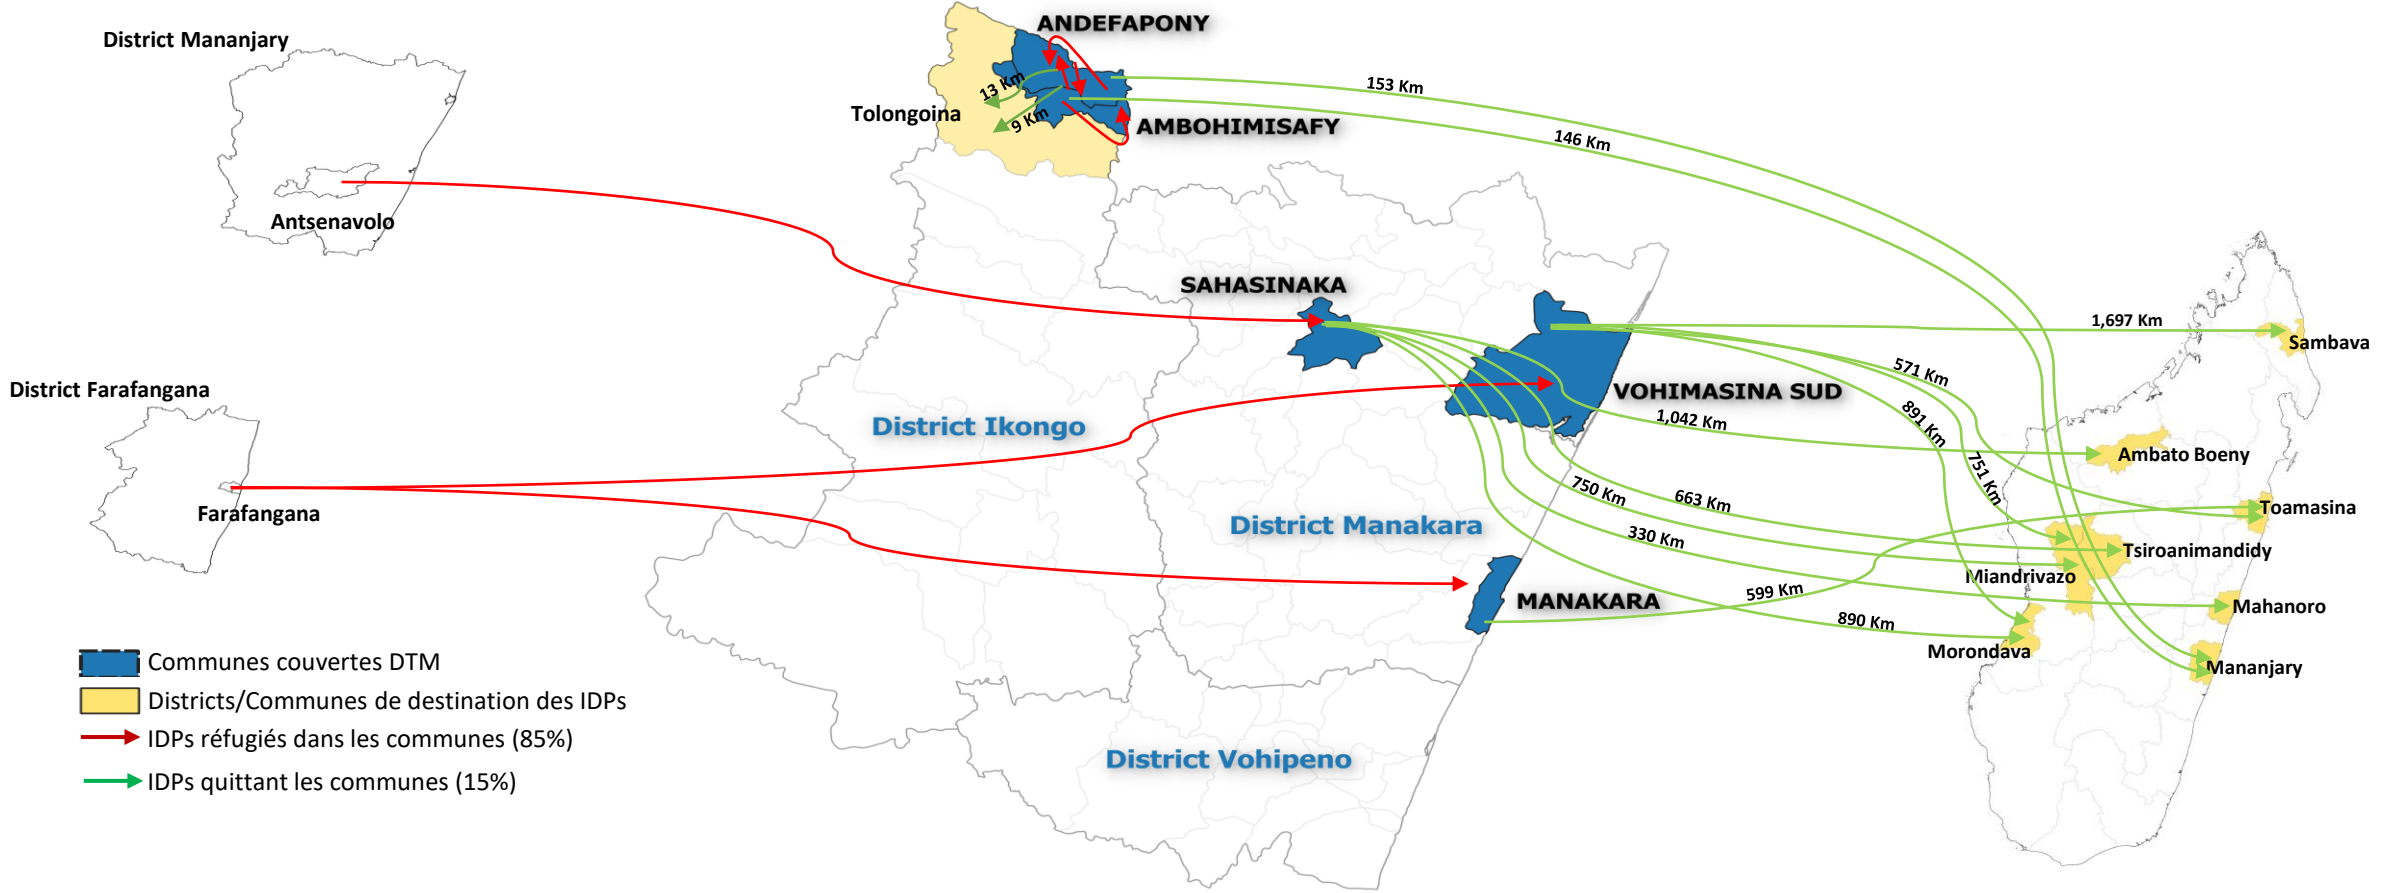 ANDEFAPONY
District Mananjary
13 Km
153 Km
Tolongoina
9 Km
AMBOHIMISAFY
146 Km
Antsenavolo
SAHASINAKA
1,697 Km
Sambava
571 Km
District Farafangana
VOHIMASINA SUD
891 Km
1,042 Km
District Ikongo
Ambato Boeny
751 Km
750 Km
663 Km
Farafangana
Toamasina
District Manakara
330 Km
Tsiroanimandidy
Miandrivazo
599 Km
MANAKARA
Mahanoro
890 Km
Morondava
Mananjary
Communes couvertes DTM
Districts/Communes de destination des IDPs
IDPs réfugiés dans les communes (85%)
District Vohipeno
IDPs quittant les communes (15%)